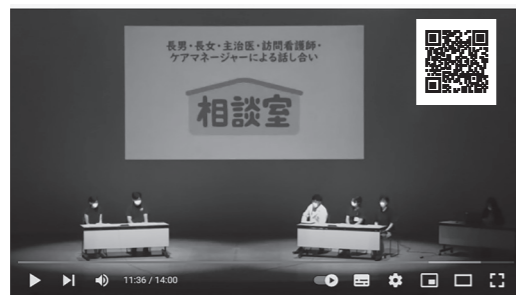 長男・長女・主治医・訪問看護師・
ケアマネージャーによる話し合い
相談室
11:36 / 14:00